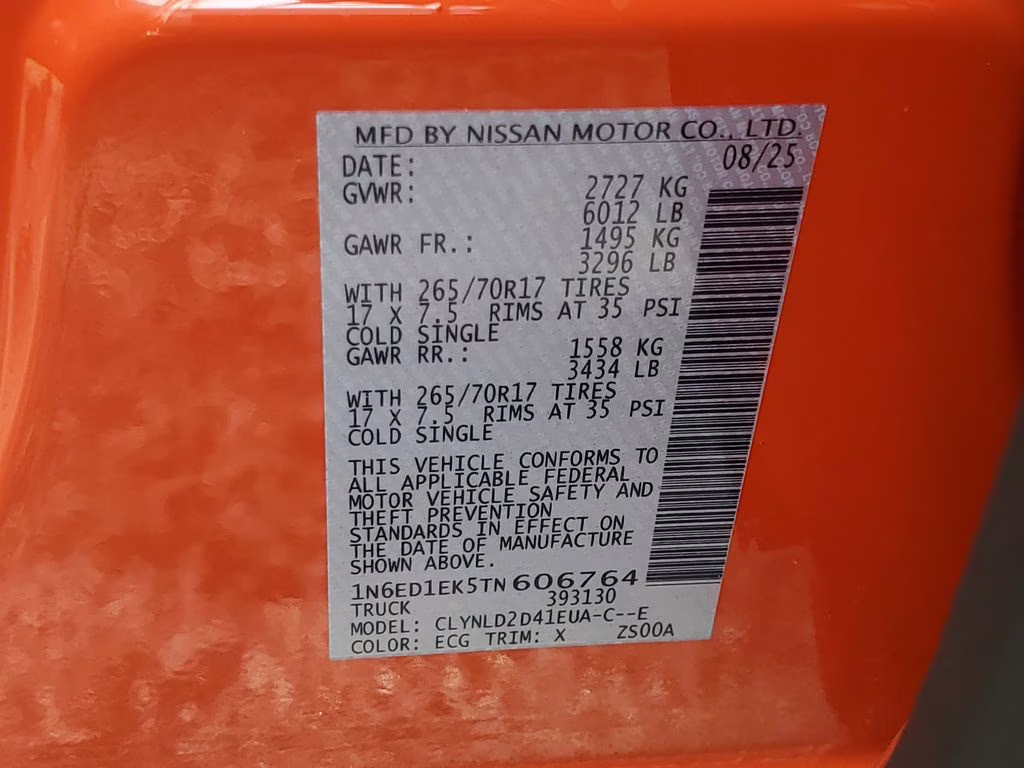 MFD BY NISSAN MOTOR CO., LTD.
DATE: 08/25
GVWR: 2727 KG
6012 LB
GAWR FR.: 1495 KG
3296 LB
WITH 265/70R17 TIRES
17 X 7.5 RIMS AT 35 PSI
COLD SINGLE
GAWR RR.: 1558 KG
3434 LB
WITH 265/70R17 TIRES
17 X 7.5 RIMS AT 35 PSI
COLD SINGLE
THIS VEHICLE CONFORMS TO
ALL APPLICABLE FEDERAL
MOTOR VEHICLE SAFETY AND
THEFT PREVENTION
STANDARDS IN EFFECT ON
THE DATE OF MANUFACTURE
SHOWN ABOVE.
1N6ED1EK5TN606764
TRUCK 393130
MODEL: CLYNLD2D41EUA-C--E
COLOR: ECG TRIM: X ZS00A